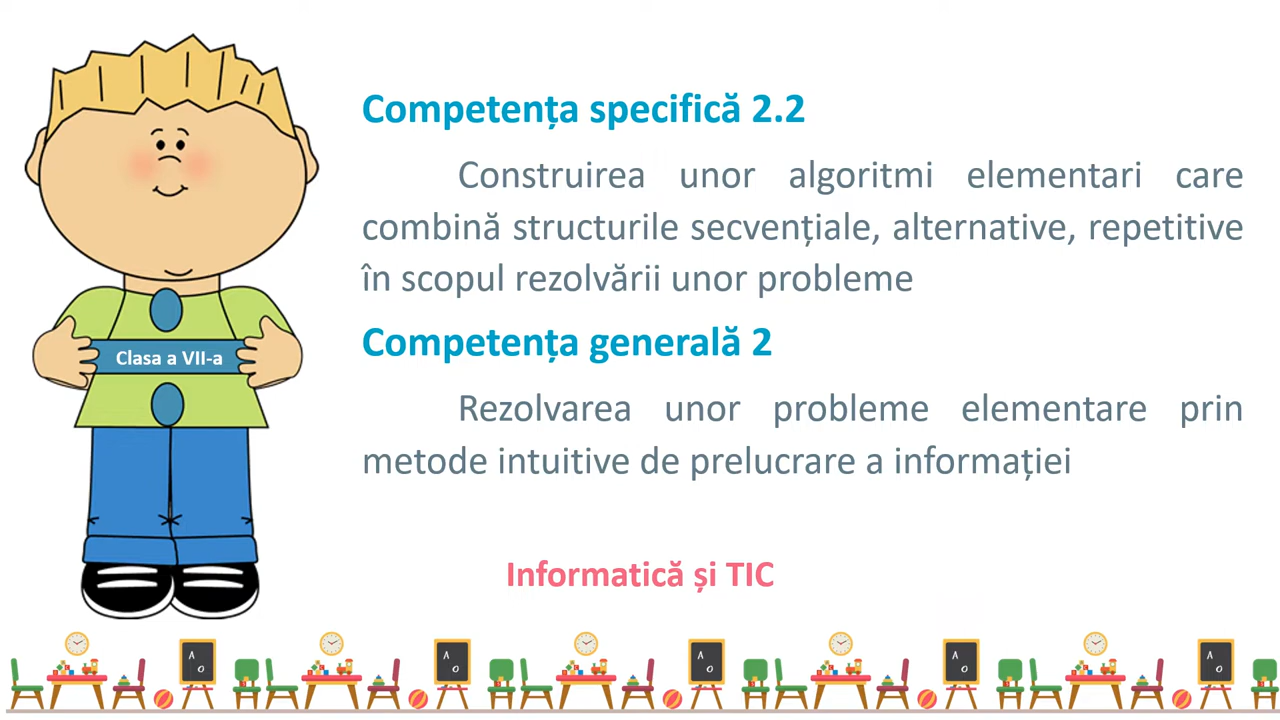 Competența specifică 2.2
Construirea unor algoritmi elementari care
combină structurile secvențiale, alternative, repetitive
în scopul rezolvării unor probleme
Clasa a VII-a
Competența generală 2
Rezolvarea unor probleme elementare prin
metode intuitive de prelucrare a informației
Informatică și TIC